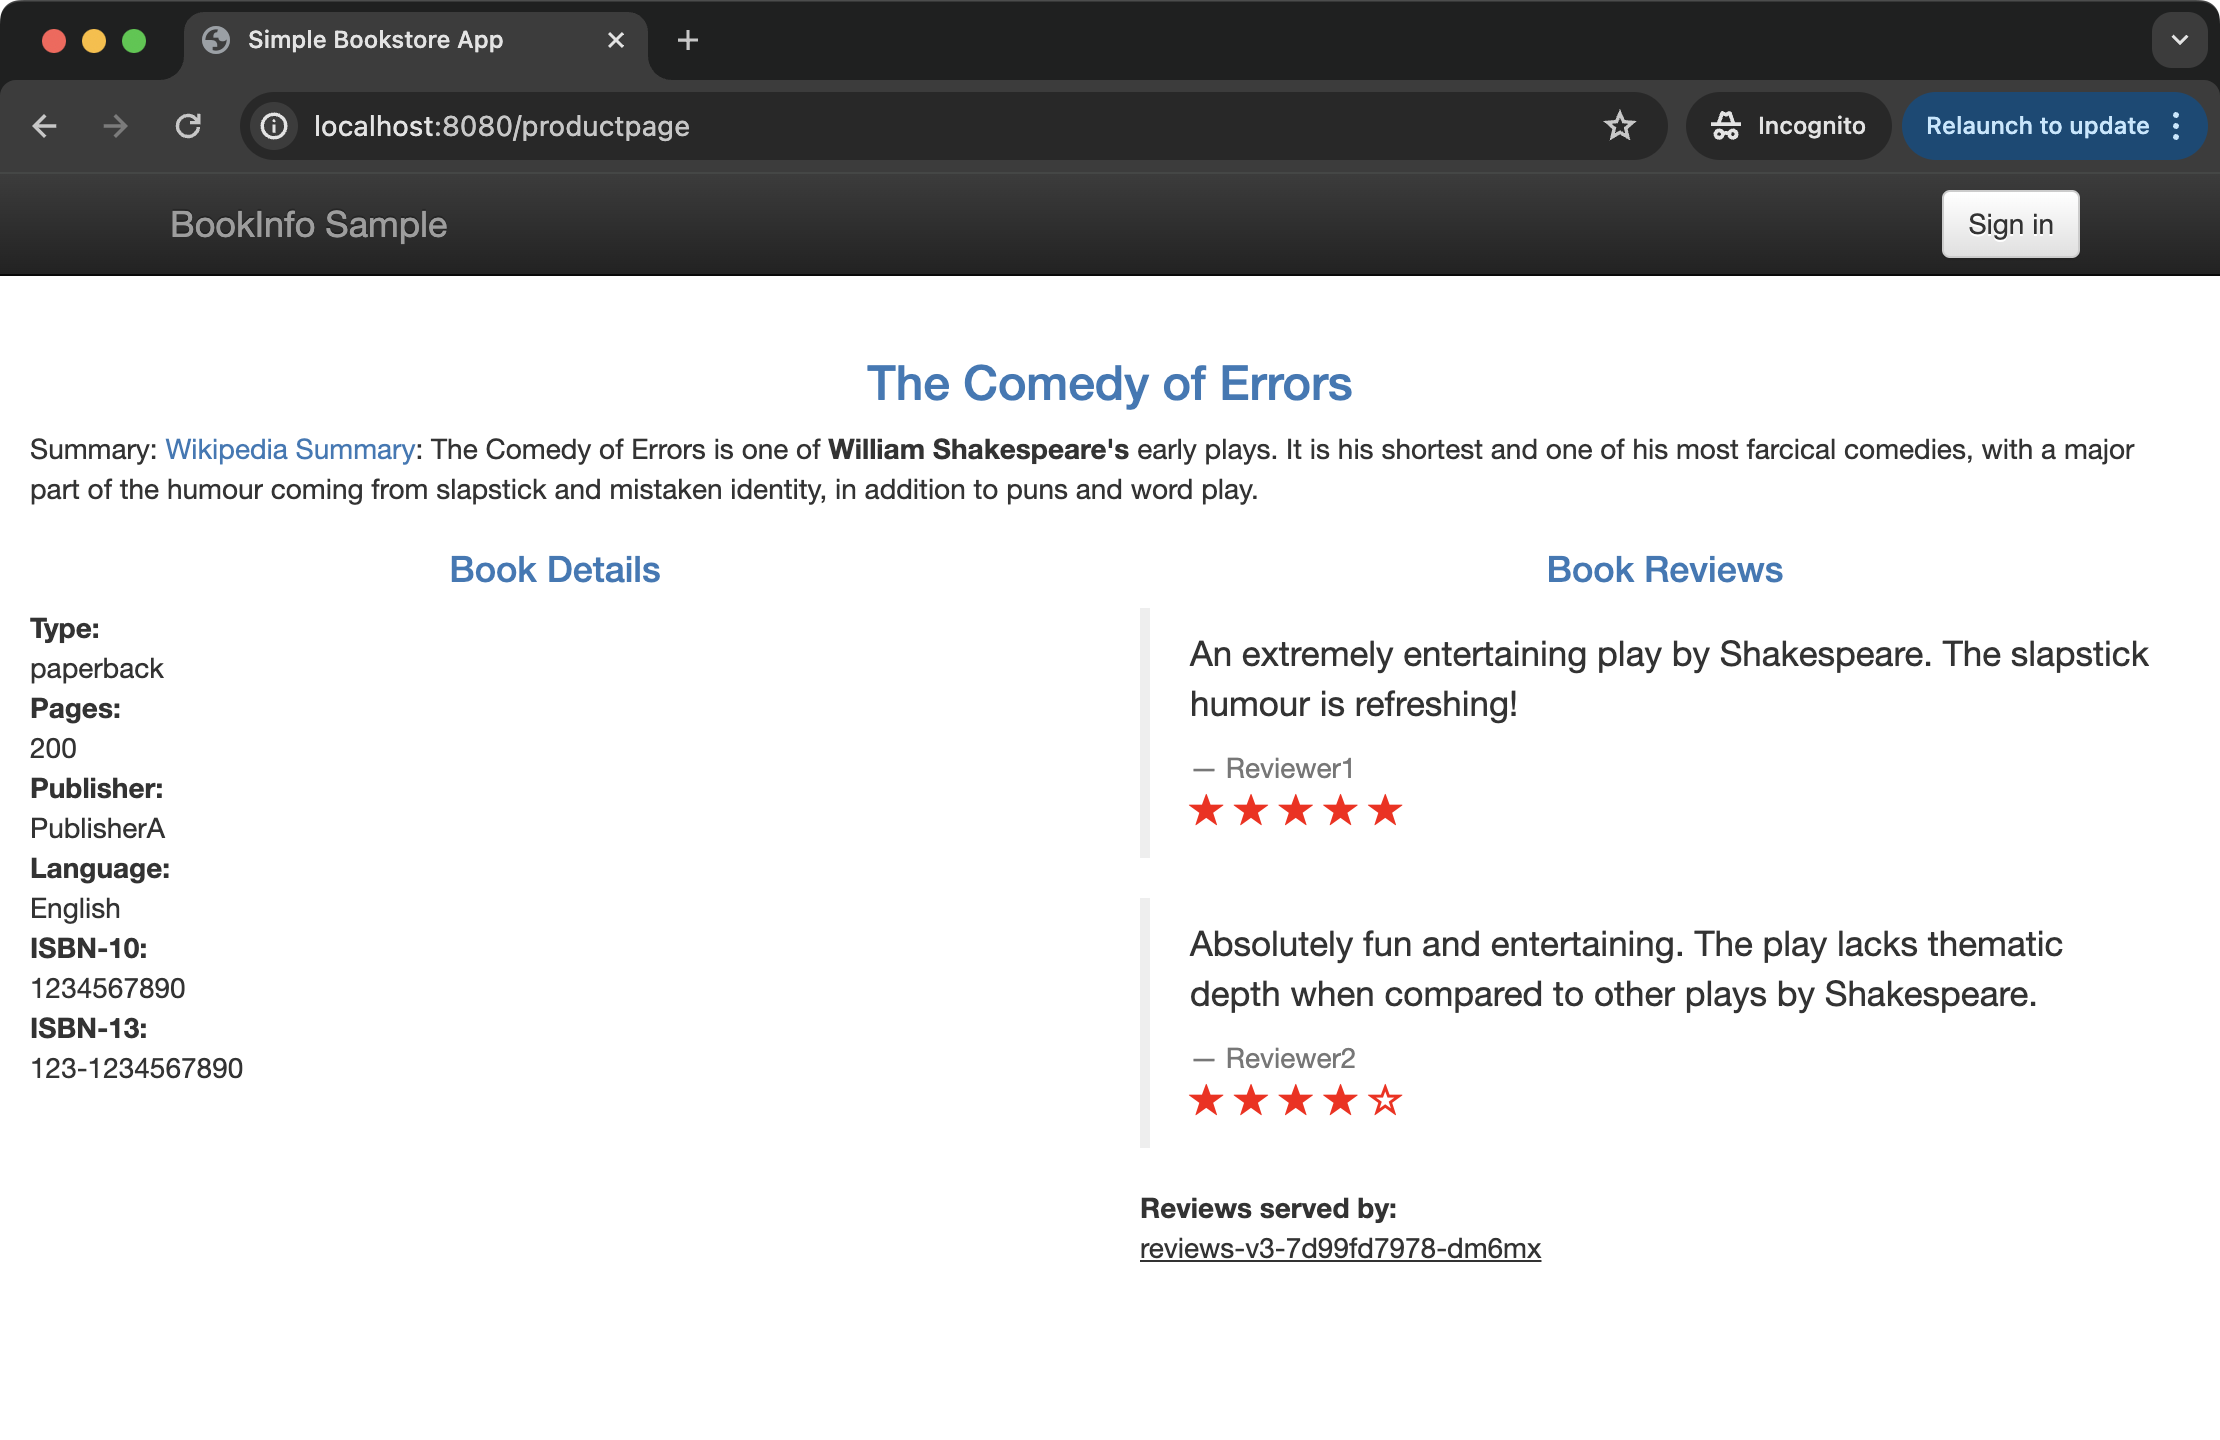 Simple Bookstore App
localhost:8080/productpage
Incognito
Relaunch to update
BookInfo Sample
Sign in
The Comedy of Errors
Summary: Wikipedia Summary: The Comedy of Errors is one of William Shakespeare's early plays. It is his shortest and one of his most farcical comedies, with a major
part of the humour coming from slapstick and mistaken identity, in addition to puns and word play.
Book Details
Type:
paperback
Pages:
200
Publisher:
PublisherA
Language:
English
ISBN-10:
1234567890
ISBN-13:
123-1234567890
Book Reviews
An extremely entertaining play by Shakespeare. The slapstick
humour is refreshing!
— Reviewer1
Absolutely fun and entertaining. The play lacks thematic
depth when compared to other plays by Shakespeare.
— Reviewer2
Reviews served by:
reviews-v3-7d99fd7978-dm6mx